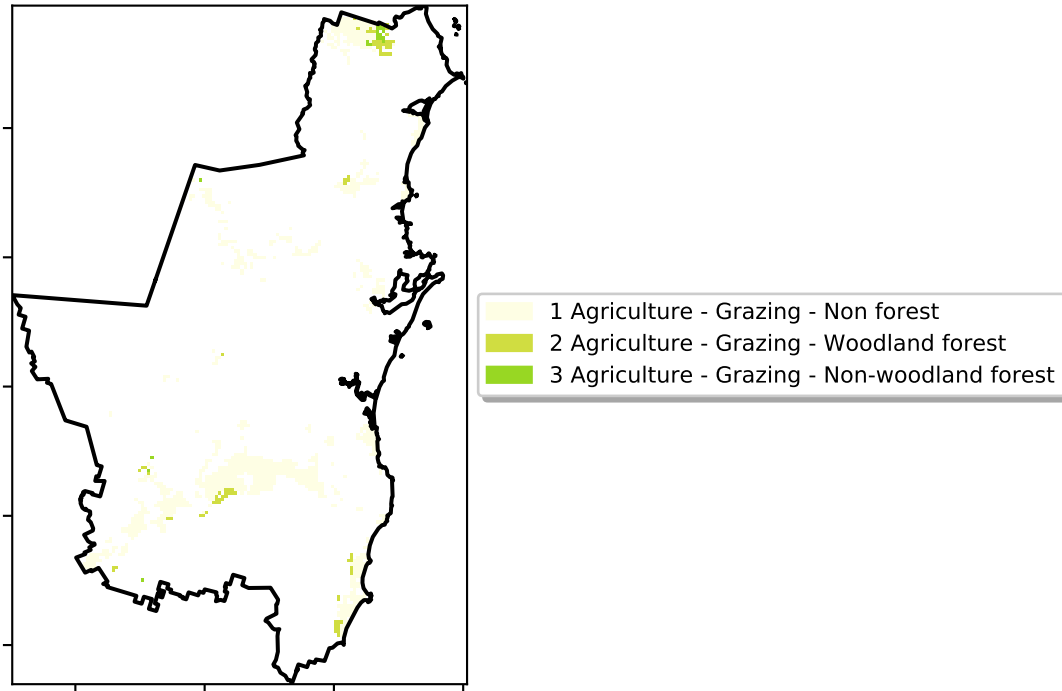 1 Agriculture - Grazing - Non forest
2 Agriculture - Grazing - Woodland forest
3 Agriculture - Grazing - Non-woodland forest